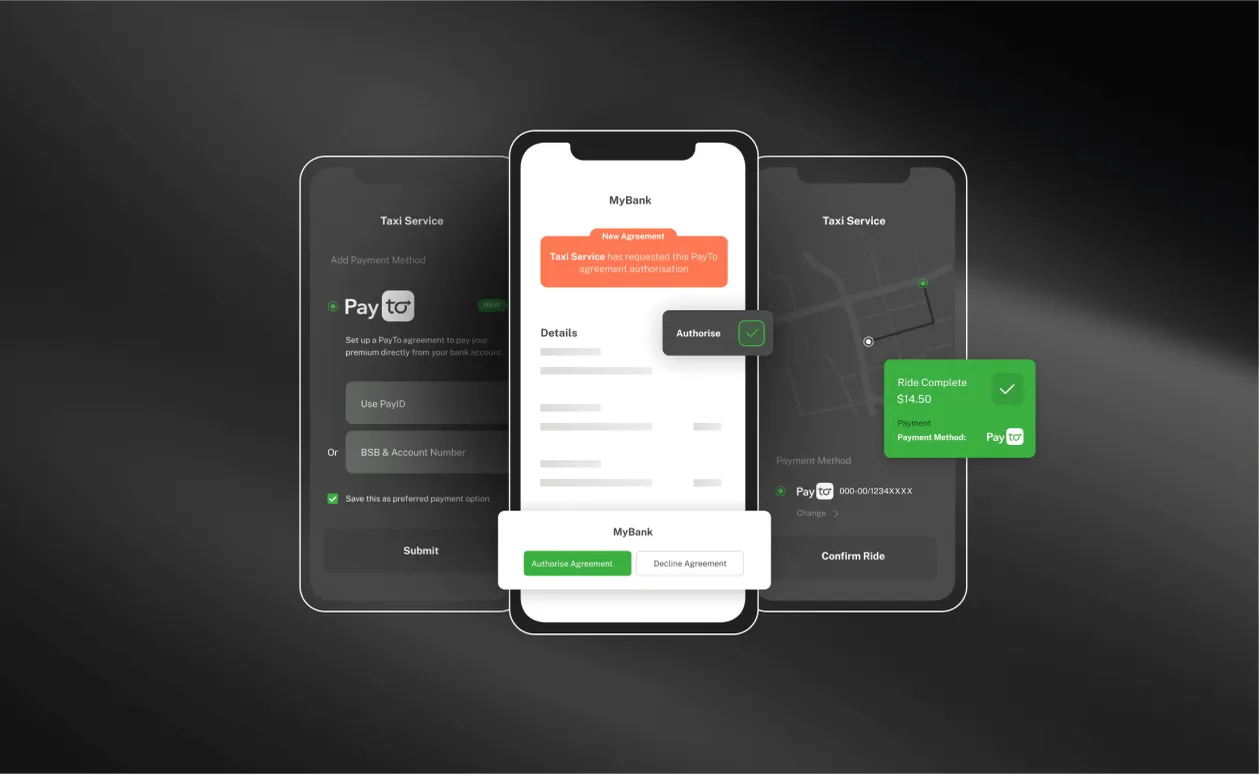 Taxi Service
Add Payment Method
Pay to
NEW
Set up a PayTo agreement to pay your
premium directly from your bank account.
Use PayID
Or
BSB & Account Number
Save this as preferred payment option
Submit
MyBank
New Agreement
Taxi Service has requested this PayTo
agreement authorisation
Details
Authorise
MyBank
Authorise Agreement
Decline Agreement
Taxi Service
Ride Complete
$14.50
Payment
Payment Method:
Pay to
Payment Method
Pay to 000-00/1234XXXX
Change
Confirm Ride